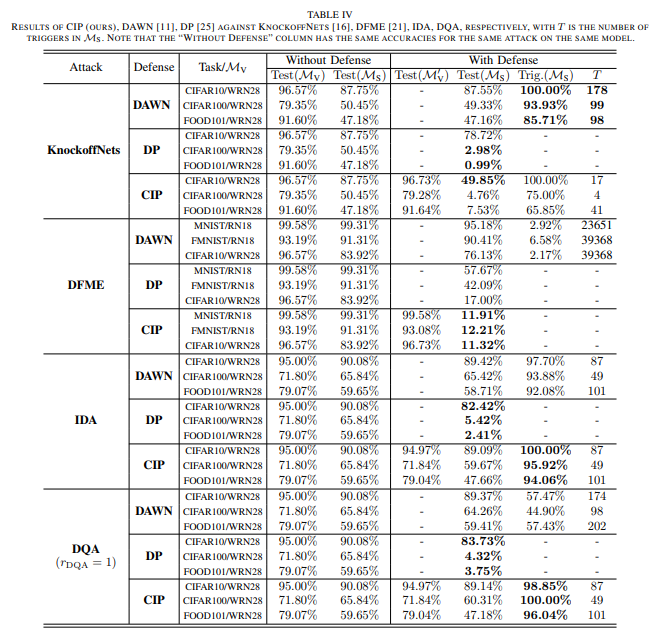 TABLE IV
RESULTS OF CIP (OURS), DAWN [11], DP [25] AGAINST KNOCKOFFNETS [16], DFME [21], IDA, DQA, RESPECTIVELY, WITH T IS THE NUMBER OF
TRIGGERS IN M_S. NOTE THAT THE “WITHOUT DEFENSE” COLUMN HAS THE SAME ACCURACIES FOR THE SAME ATTACK ON THE SAME MODEL.
Attack Defense Task/M_V Without Defense With Defense
Test(M_V) Test(M_S) Test(M′_V) Test(M_S) Trig.(M_S) T
KnockoffNets DAWN CIFAR10/WRN28 96.57% 87.75% - 87.55% 100.00% 178
CIFAR100/WRN28 79.35% 50.45% - 49.33% 93.93% 99
FOOD101/WRN28 91.60% 47.18% - 47.16% 85.71% 98
DP CIFAR10/WRN28 96.57% 87.75% - 78.72% - -
CIFAR100/WRN28 79.35% 50.45% - 2.98% - -
FOOD101/WRN28 91.60% 47.18% - 0.99% - -
CIP CIFAR10/WRN28 96.57% 87.75% 96.73% 49.85% 100.00% 17
CIFAR100/WRN28 79.35% 50.45% 79.28% 4.76% 75.00% 4
FOOD101/WRN28 91.60% 47.18% 91.64% 7.53% 65.85% 41
DFME DAWN MNIST/RN18 99.58% 99.31% - 95.18% 2.92% 23651
FMNIST/RN18 93.19% 91.31% - 90.41% 6.58% 39368
CIFAR10/WRN28 96.57% 83.92% - 76.13% 2.17% 39368
DP MNIST/RN18 99.58% 99.31% - 57.67% - -
FMNIST/RN18 93.19% 91.31% - 42.09% - -
CIFAR10/WRN28 96.57% 83.92% - 17.00% - -
CIP MNIST/RN18 99.58% 99.31% 99.58% 11.91% - -
FMNIST/RN18 93.19% 91.31% 93.08% 12.21% - -
CIFAR10/WRN28 96.57% 83.92% 96.73% 11.32% - -
IDA DAWN CIFAR10/WRN28 95.00% 90.08% - 89.42% 97.70% 87
CIFAR100/WRN28 71.80% 65.84% - 65.42% 93.88% 49
FOOD101/WRN28 79.07% 59.65% - 58.71% 92.08% 101
DP CIFAR10/WRN28 95.00% 90.08% - 82.42% - -
CIFAR100/WRN28 71.80% 65.84% - 5.42% - -
FOOD101/WRN28 79.07% 59.65% - 2.41% - -
CIP CIFAR10/WRN28 95.00% 90.08% 94.97% 89.09% 100.00% 87
CIFAR100/WRN28 71.80% 65.84% 71.84% 59.67% 95.92% 49
FOOD101/WRN28 79.07% 59.65% 79.04% 47.66% 94.06% 101
DQA (r_DQA = 1) DAWN CIFAR10/WRN28 95.00% 90.08% - 89.37% 57.47% 174
CIFAR100/WRN28 71.80% 65.84% - 64.26% 44.90% 98
FOOD101/WRN28 79.07% 59.65% - 59.41% 57.43% 202
DP CIFAR10/WRN28 95.00% 90.08% - 83.73% - -
CIFAR100/WRN28 71.80% 65.84% - 4.32% - -
FOOD101/WRN28 79.07% 59.65% - 3.75% - -
CIP CIFAR10/WRN28 95.00% 90.08% 94.97% 89.14% 98.85% 87
CIFAR100/WRN28 71.80% 65.84% 71.84% 60.31% 100.00% 49
FOOD101/WRN28 79.07% 59.65% 79.04% 47.18% 96.04% 101